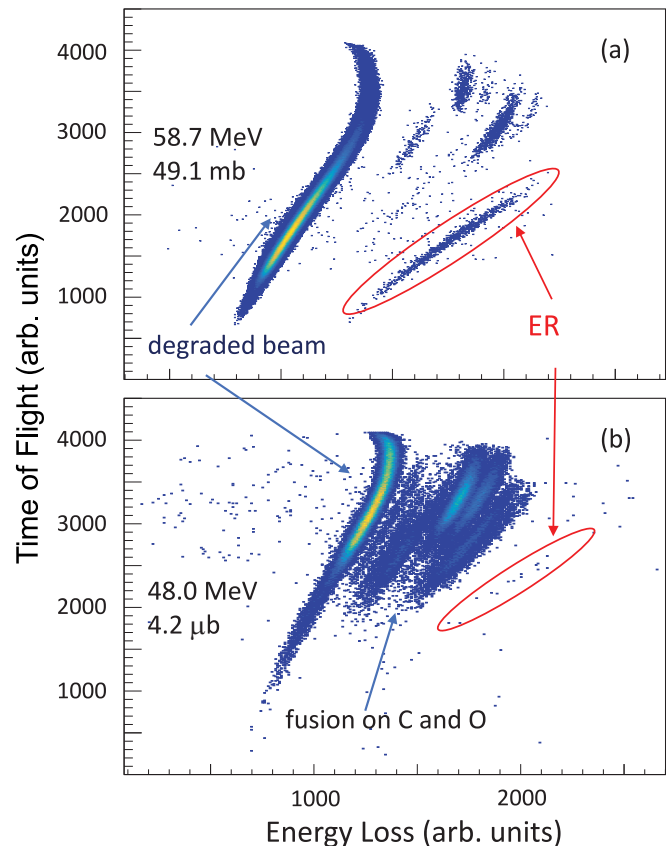 (a)
4000
3000
2000
1000
58.7 MeV
49.1 mb
ER
degraded beam
Time of Flight (arb. units)
(b)
4000
3000
2000
1000
48.0 MeV
4.2 μb
fusion on C and O
1000 2000
Energy Loss (arb. units)